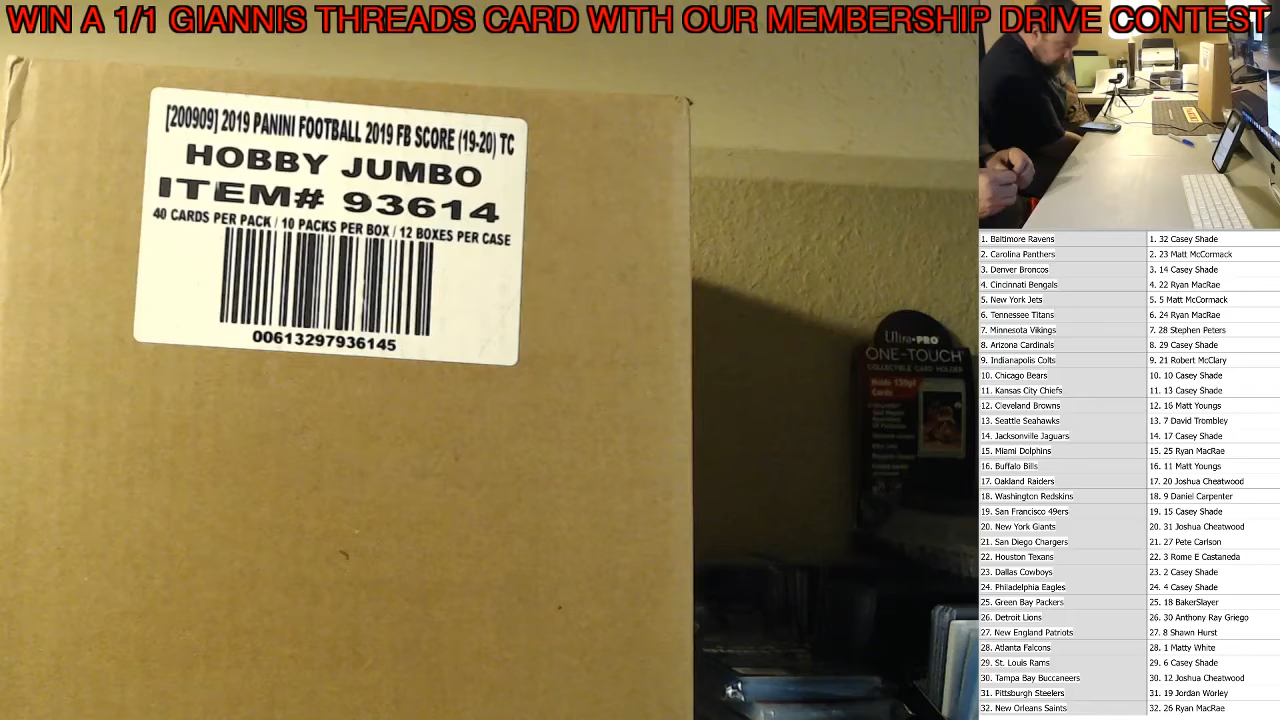 WIN A 1/1 GIANNIS THREADS CARD WITH OUR MEMBERSHIP DRIVE CONTEST
[200909] 2019 PANINI FOOTBALL 2019 FB SCORE (19-20) TC
HOBBY JUMBO
ITEM# 93614
40 CARDS PER PACK / 10 PACKS PER BOX / 12 BOXES PER CASE
00613297936145
Ultra•PRO
ONE-TOUCH
COLLECTIBLE CARD HOLDER
Holds 130pt
Cards
1. Baltimore Ravens 1. 32 Casey Shade
2. Carolina Panthers 2. 23 Matt McCormack
3. Denver Broncos 3. 14 Casey Shade
4. Cincinnati Bengals 4. 22 Ryan MacRae
5. New York Jets 5. 5 Matt McCormack
6. Tennessee Titans 6. 24 Ryan MacRae
7. Minnesota Vikings 7. 28 Stephen Peters
8. Arizona Cardinals 8. 29 Casey Shade
9. Indianapolis Colts 9. 21 Robert McClary
10. Chicago Bears 10. 10 Casey Shade
11. Kansas City Chiefs 11. 13 Casey Shade
12. Cleveland Browns 12. 16 Matt Youngs
13. Seattle Seahawks 13. 7 David Trombley
14. Jacksonville Jaguars 14. 17 Casey Shade
15. Miami Dolphins 15. 25 Ryan MacRae
16. Buffalo Bills 16. 11 Matt Youngs
17. Oakland Raiders 17. 20 Joshua Cheatwood
18. Washington Redskins 18. 9 Daniel Carpenter
19. San Francisco 49ers 19. 15 Casey Shade
20. New York Giants 20. 31 Joshua Cheatwood
21. San Diego Chargers 21. 27 Pete Carlson
22. Houston Texans 22. 3 Rome E Castaneda
23. Dallas Cowboys 23. 2 Casey Shade
24. Philadelphia Eagles 24. 4 Casey Shade
25. Green Bay Packers 25. 18 BakerSlayer
26. Detroit Lions 26. 30 Anthony Ray Griego
27. New England Patriots 27. 8 Shawn Hurst
28. Atlanta Falcons 28. 1 Matty White
29. St. Louis Rams 29. 6 Casey Shade
30. Tampa Bay Buccaneers 30. 12 Joshua Cheatwood
31. Pittsburgh Steelers 31. 19 Jordan Worley
32. New Orleans Saints 32. 26 Ryan MacRae